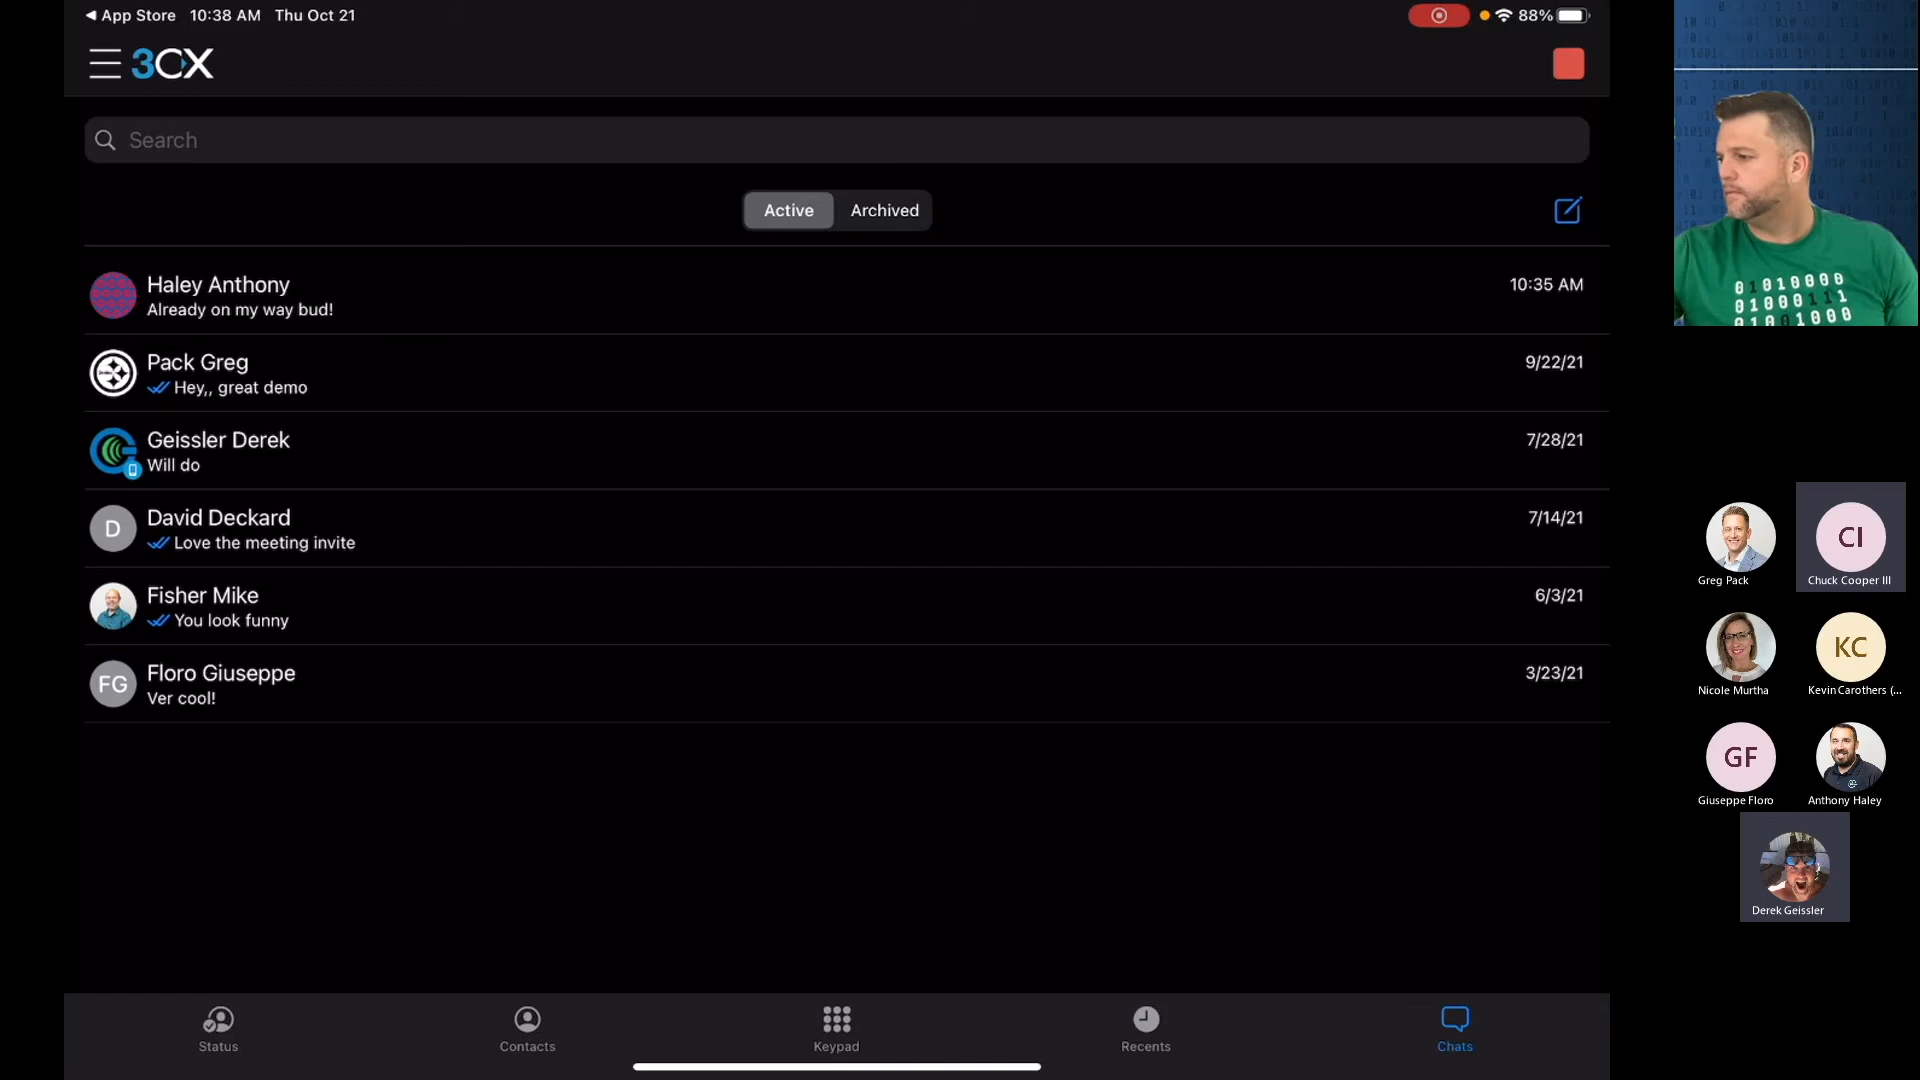 App Store 10:38 AM Thu Oct 21
88%
3CX
Search
Active Archived
Haley Anthony
10:35 AM
Already on my way bud!
Pack Greg
9/22/21
Hey,, great demo
Geissler Derek
7/28/21
Will do
D
David Deckard
7/14/21
Love the meeting invite
Fisher Mike
6/3/21
You look funny
FG
Floro Giuseppe
3/23/21
Ver cool!
Status Contacts Keypad Recents Chats
01010000
01000111
01001000
CI
Greg Pack Chuck Cooper III
KC
Nicole Murtha Kevin Carothers (...
GF
Giuseppe Floro Anthony Haley
Derek Geissler